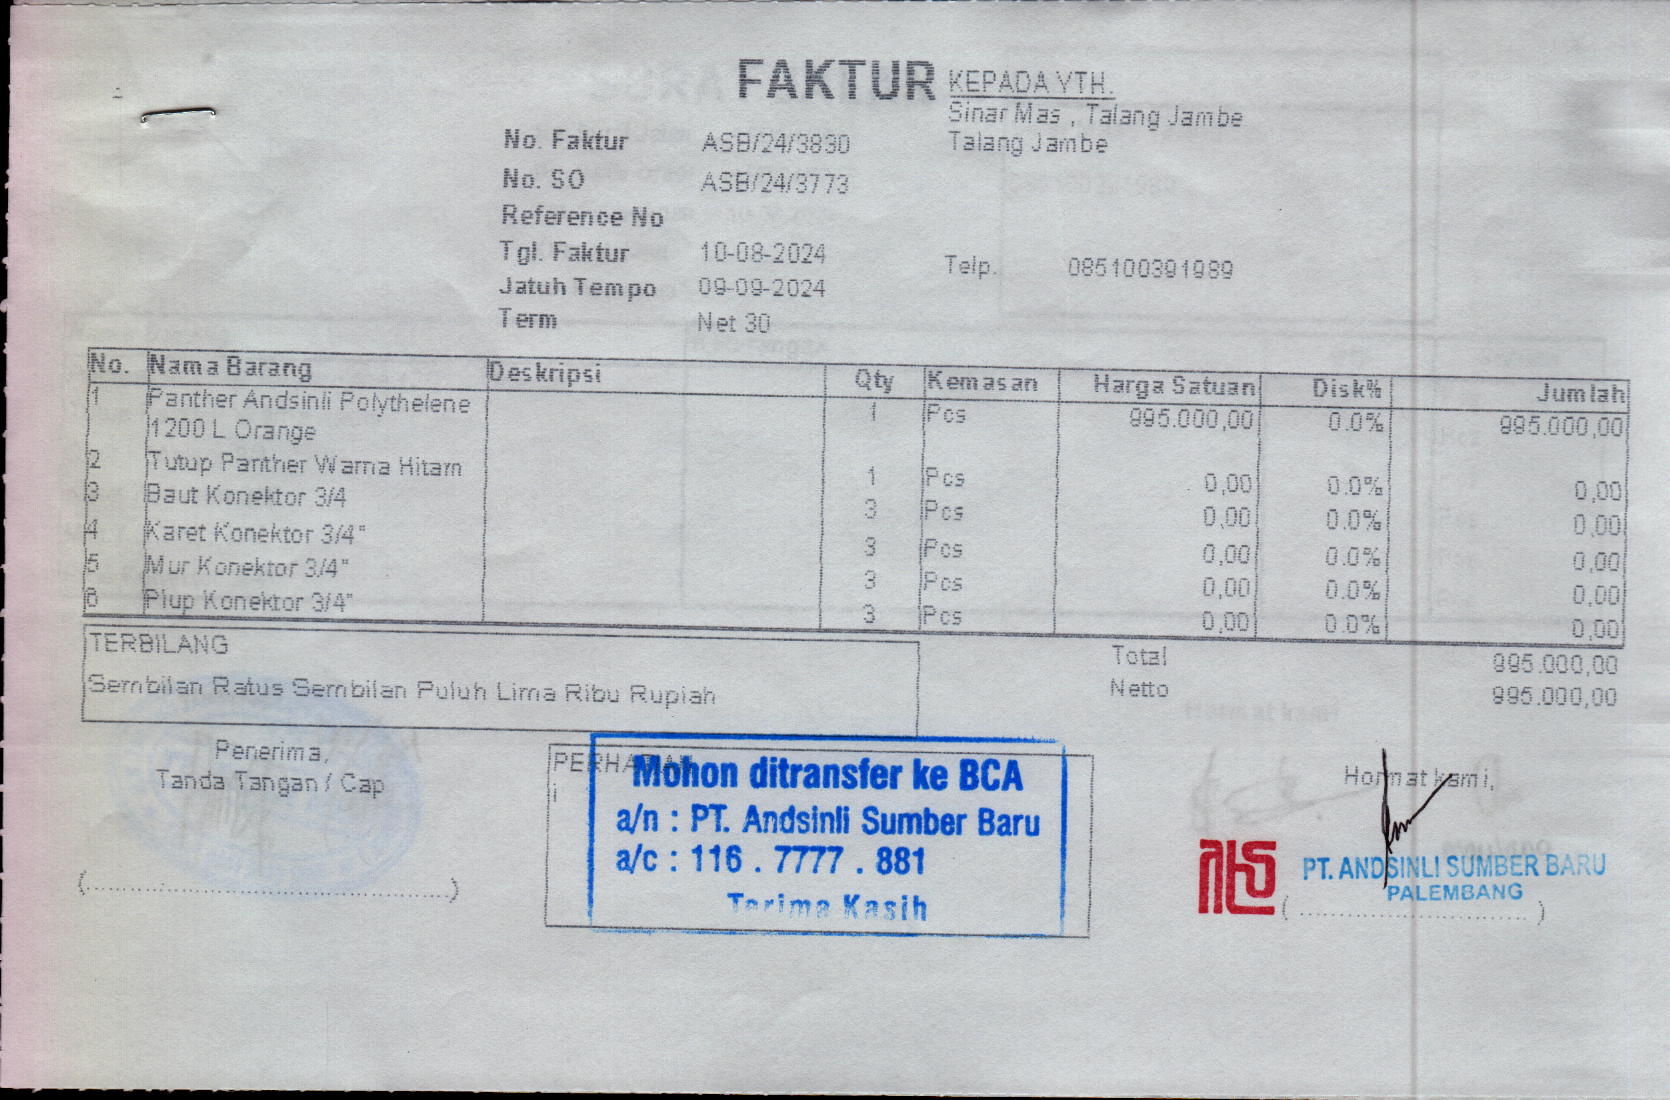 FAKTUR
KEPADA YTH.
Sinar Mas , Talang Jambe
Talang Jambe
No. Faktur ASB/24/3830
No. SO ASB/24/3773
Reference No
Tgl. Faktur 10-08-2024
Telp. 085100391989
Jatuh Tempo 09-09-2024
Term Net 30
No. Nama Barang Deskripsi Qty Kemasan Harga Satuan Disk% Jumlah
1 Panther Andsinli Polythelene 1 Pcs 995.000,00 0.0% 995.000,00
1200 L Orange
2 Tutup Panther Warna Hitam 1 Pcs 0,00 0.0% 0,00
3 Baut Konektor 3/4 3 Pcs 0,00 0.0% 0,00
4 Karet Konektor 3/4" 3 Pcs 0,00 0.0% 0,00
5 Mur Konektor 3/4" 3 Pcs 0,00 0.0% 0,00
6 Plup Konektor 3/4" 3 Pcs 0,00 0.0% 0,00
TERBILANG
Sembilan Ratus Sembilan Puluh Lima Ribu Rupiah
Total 995.000,00
Netto 995.000,00
Penerima,
Tanda Tangan / Cap
(..........................................)
Mohon ditransfer ke BCA
a/n : PT. Andsinli Sumber Baru
a/c : 116 . 7777 . 881
Terima Kasih
Hormat kami,
PT. ANDSINLI SUMBER BARU
PALEMBANG
(..........................)